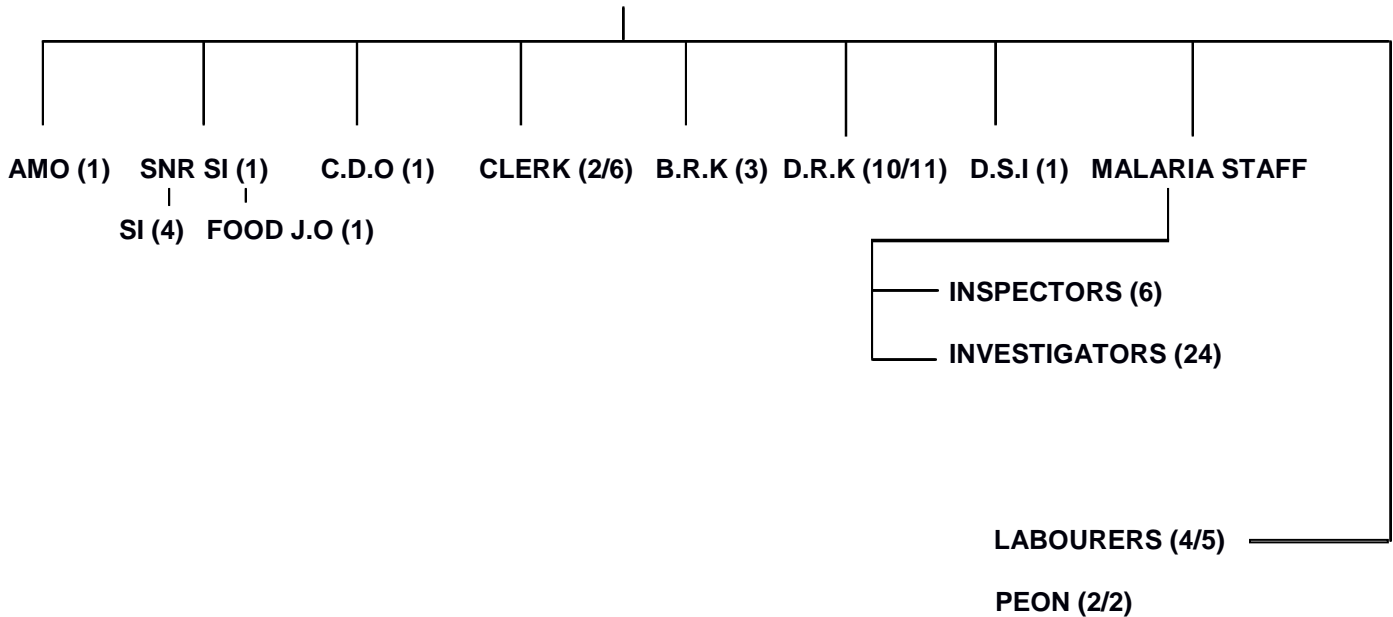 AMO (1) SNR SI (1) C.D.O (1) CLERK (2/6) B.R.K (3) D.R.K (10/11) D.S.I (1) MALARIA STAFF
SI (4) FOOD J.O (1)
INSPECTORS (6)
INVESTIGATORS (24)
LABOURERS (4/5)
PEON (2/2)